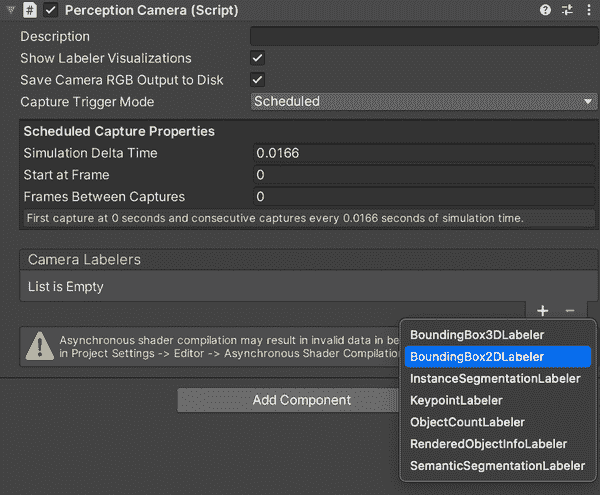 Perception Camera (Script)
Description
Show Labeler Visualizations
Save Camera RGB Output to Disk
Capture Trigger Mode Scheduled
Scheduled Capture Properties
Simulation Delta Time 0.0166
Start at Frame 0
Frames Between Captures 0
First capture at 0 seconds and consecutive captures every 0.0166 seconds of simulation time.
Camera Labelers
List is Empty
+ −
Asynchronous shader compilation may result in invalid data in be
in Project Settings -> Editor -> Asynchronous Shader Compilation
Add Component
BoundingBox3DLabeler
BoundingBox2DLabeler
InstanceSegmentationLabeler
KeypointLabeler
ObjectCountLabeler
RenderedObjectInfoLabeler
SemanticSegmentationLabeler